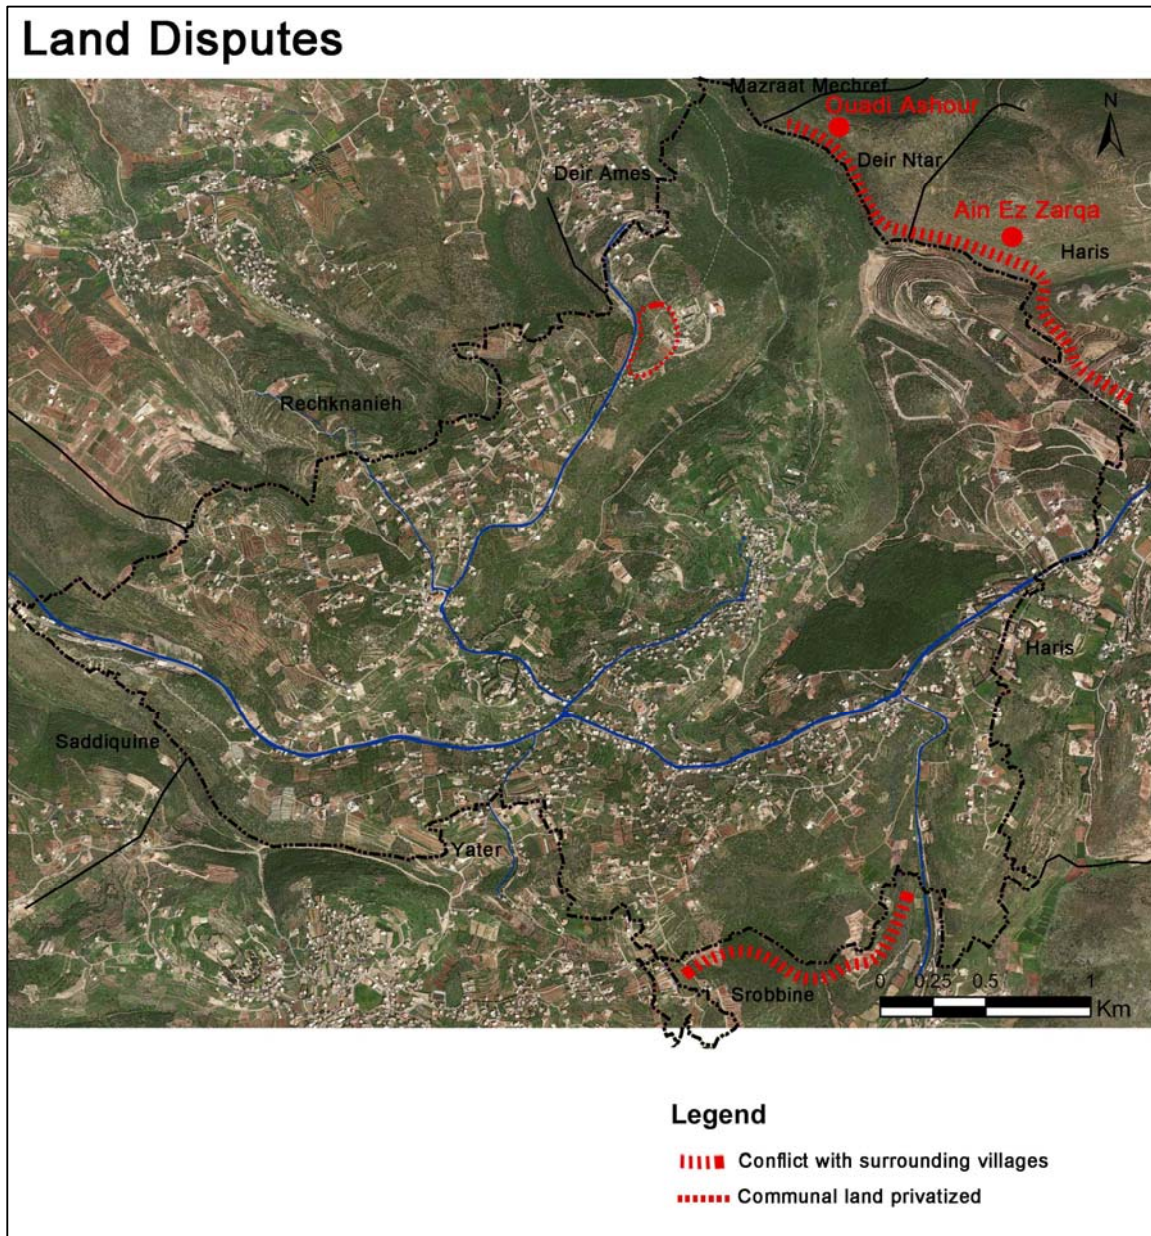 Land Disputes
Mazraat Mechref
Ouadi Ashour
N
Deir Ntar
Deir Ames
Ain Ez Zarqa
Haris
Rechknanieh
Haris
Saddiquine
Yater
Srobbine
0 0.25 0.5 1
Km
Legend
Conflict with surrounding villages
Communal land privatized